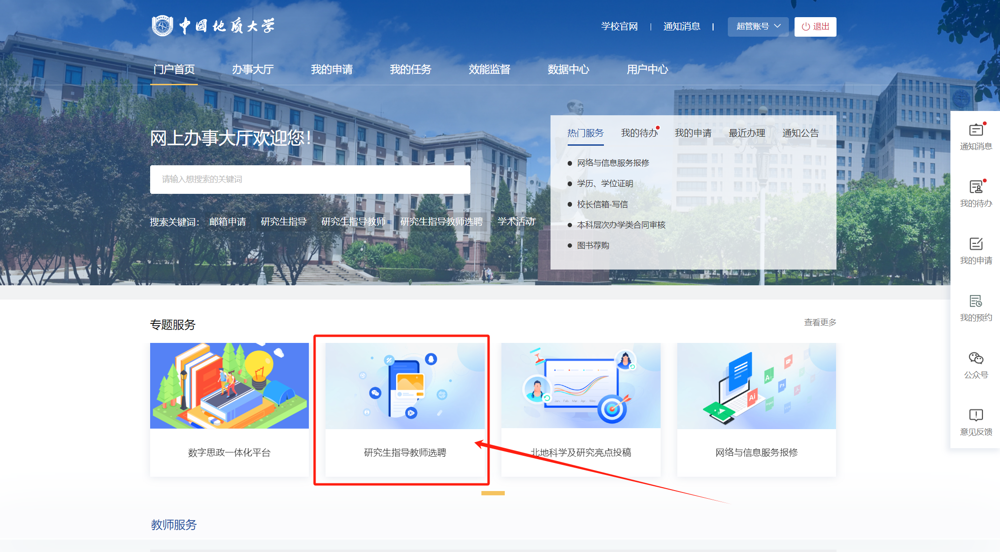 中国地质大学
学校官网 | 通知消息 | 超管账号 退出
门户首页 办事大厅 我的申请 我的任务 效能监督 数据中心 用户中心
网上办事大厅欢迎您！
请输入想搜索的关键词
搜索关键词： 邮箱申请 研究生指导 研究生指导教师 研究生指导教师选聘 学术活动
热门服务 我的待办 我的申请 最近办理 通知公告
网络与信息服务报修
学历、学位证明
校长信箱-写信
本科层次办学类合同审核
图书荐购
通知消息
我的待办
我的申请
我的预约
公众号
意见反馈
专题服务
查看更多
Jan. Feb. Mar. Apr. May.
A
Ps
Ai
数字思政一体化平台
研究生指导教师选聘
北地科学及研究亮点投稿
网络与信息服务报修
教师服务